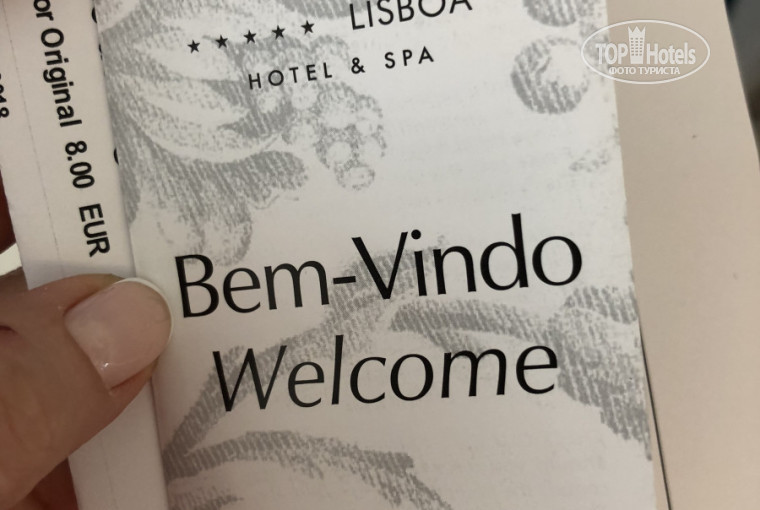 LISBOA
★★★★★
HOTEL & SPA
Bem-Vindo
Welcome
or Original 8.00 EUR
TOP Hotels
ФОТО ТУРИСТА